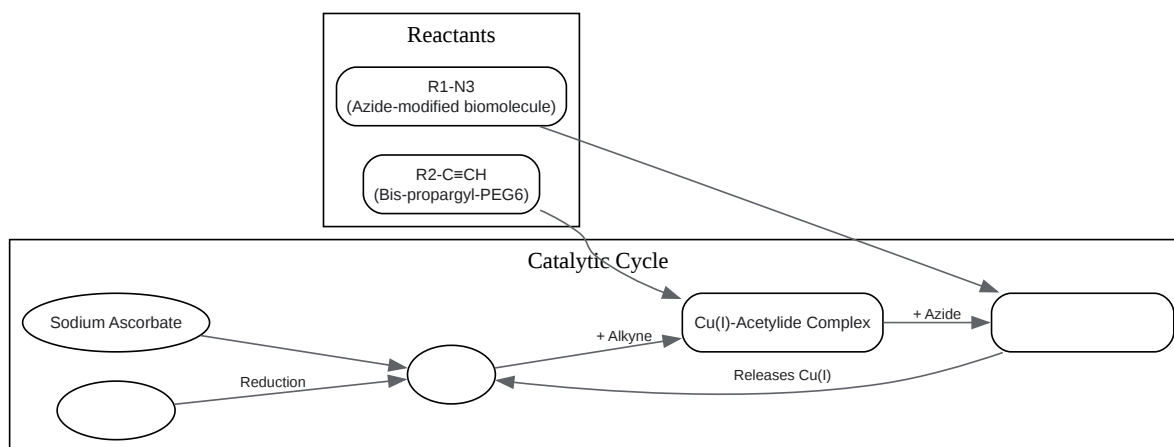 Reactants
R1-N3
(Azide-modified biomolecule)
R2-C≡CH
(Bis-propargyl-PEG6)
Catalytic Cycle
Sodium Ascorbate
Reduction
+ Alkyne
Cu(I)-Acetylide Complex
+ Azide
Releases Cu(I)